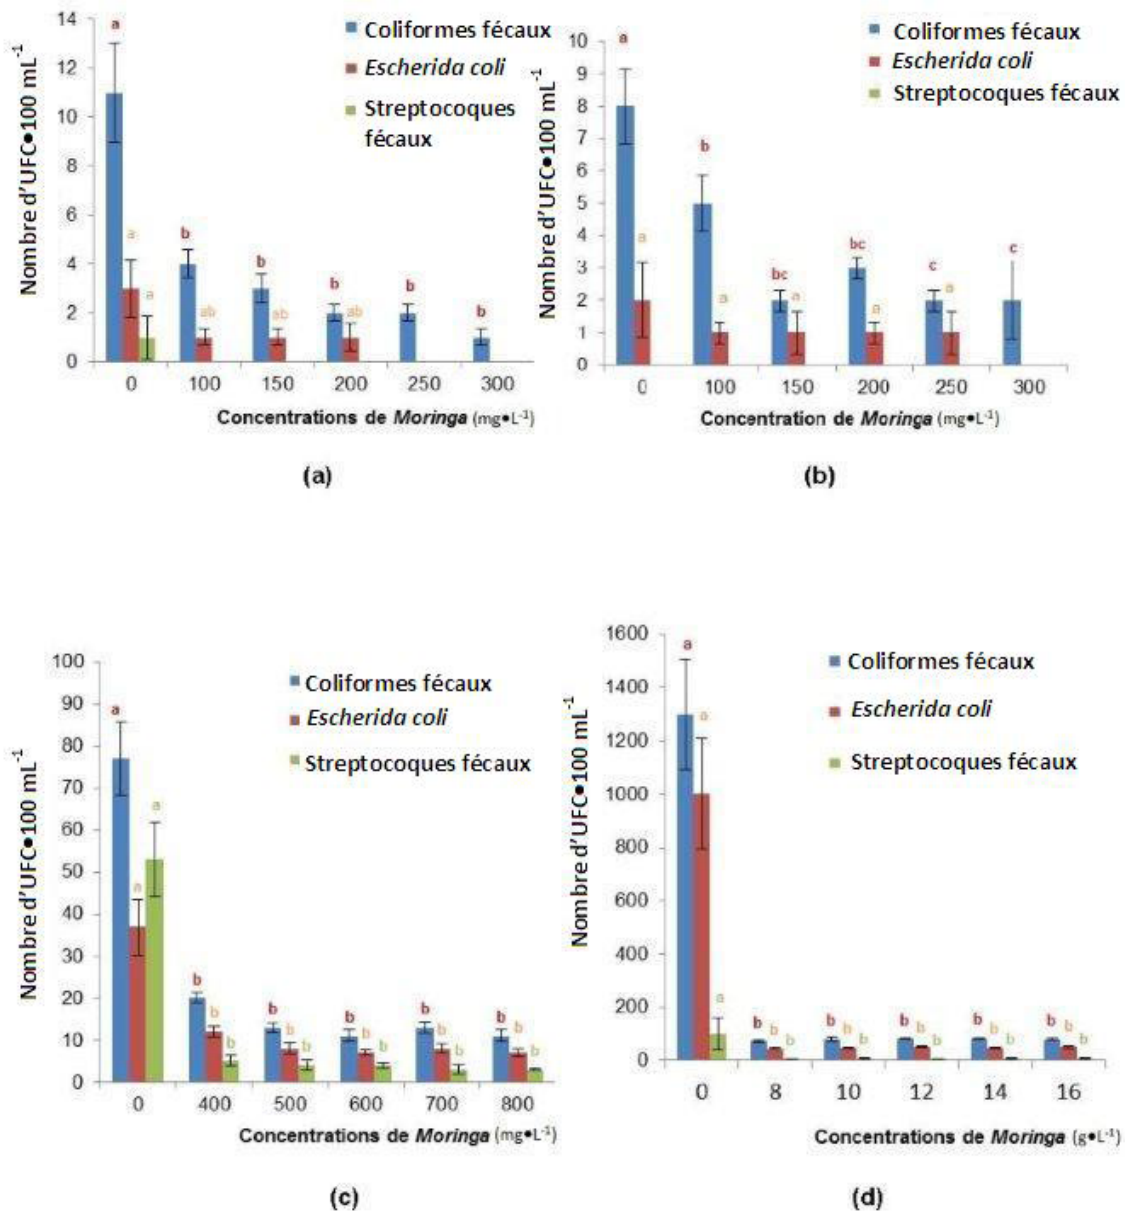 Nombre d'UFC•100 mL⁻¹
14
12
10
8
6
4
2
0
Coliformes fécaux
Escherida coli
Streptocoques
fécaux
a
a
a
b
ab
b
ab
b
ab
b
b
0 100 150 200 250 300
Concentrations de Moringa (mg•L⁻¹)
(a)
Nombre d'UFC•100 mL⁻¹
10
9
8
7
6
5
4
3
2
1
0
Coliformes fécaux
Escherida coli
Streptocoques fécaux
a
a
b
a
bc
a
bc
a
c
a
c
0 100 150 200 250 300
Concentration de Moringa (mg•L⁻¹)
(b)
Nombre d'UFC•100 mL⁻¹
100
90
80
70
60
50
40
30
20
10
0
Coliformes fécaux
Escherida coli
Streptocoques fécaux
a
a
a
b b b
b b b
b b b
b b b
b b b
0 400 500 600 700 800
Concentrations de Moringa (mg•L⁻¹)
(c)
Nombre d'UFC•100 mL⁻¹
1600
1400
1200
1000
800
600
400
200
0
Coliformes fécaux
Escherida coli
Streptocoques fécaux
a
a
a
b b b
b b b
b b b
b b b
b b b
0 8 10 12 14 16
Concentrations de Moringa (g•L⁻¹)
(d)